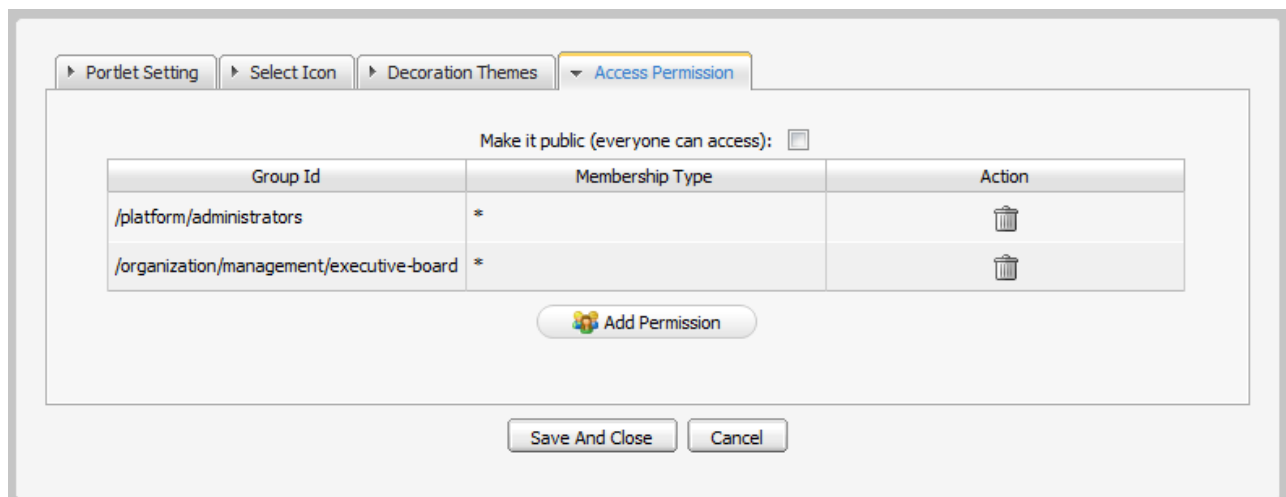 Portlet Setting Select Icon Decoration Themes Access Permission
Make it public (everyone can access):
Group Id Membership Type Action
/platform/administrators *
/organization/management/executive-board *
Add Permission
Save And Close Cancel